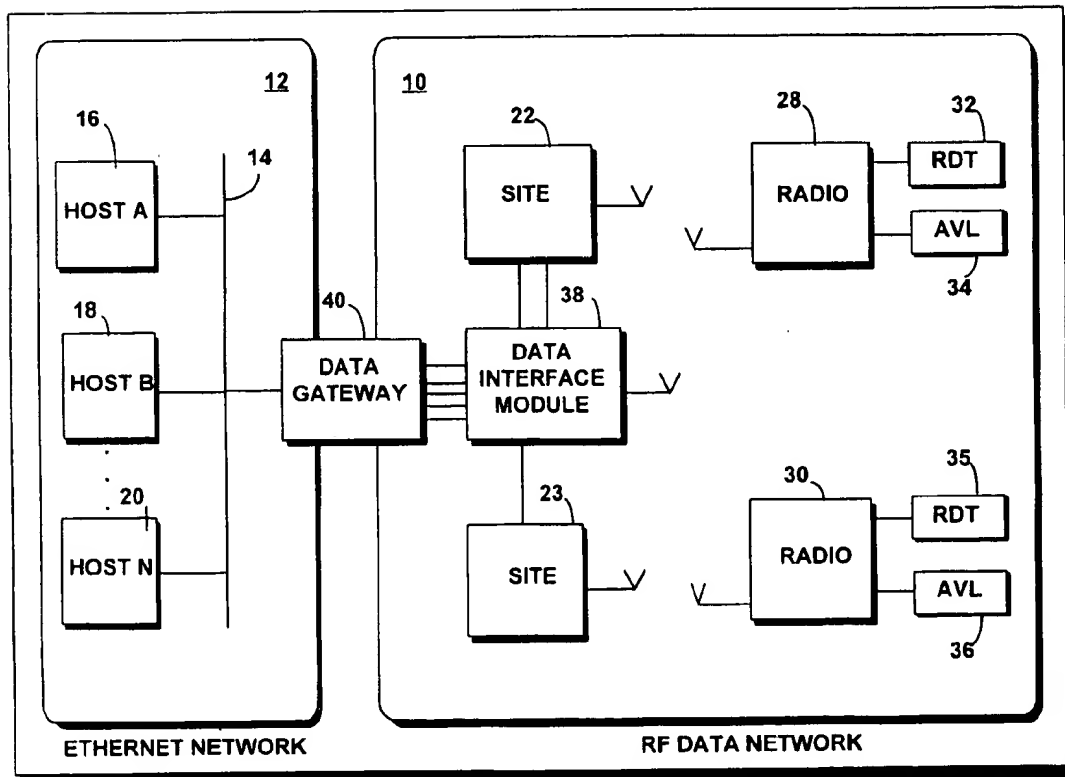 12
16
14
HOST A
18
HOST B
20
HOST N
ETHERNET NETWORK
40
DATA
GATEWAY
10
22
SITE
38
DATA
INTERFACE
MODULE
23
SITE
28
RADIO
32
RDT
AVL
34
30
RADIO
35
RDT
AVL
36
RF DATA NETWORK